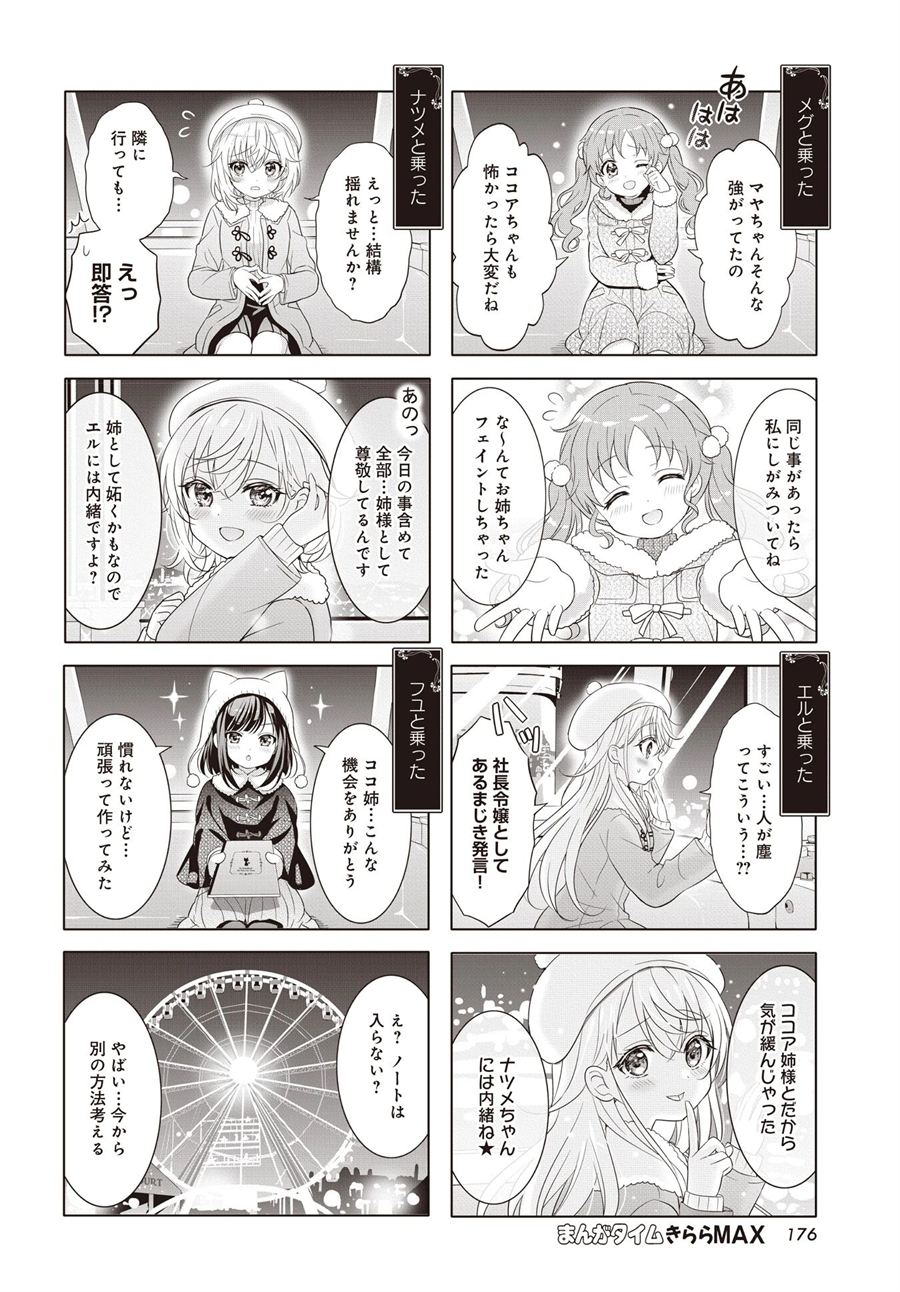 メグと乗った
あは
はは
マヤちゃんそんな
強がってたの
ココアちゃんも
怖かったら大変だね
同じ事があったら
私にしがみついてね
な～んてお姉ちゃん
フェイントしちゃった
エルと乗った
すごい…人が塵
ってこういう…??
ハッ
社長令嬢として
あるまじき発言！
ココア姉様とだから
気が緩んじゃった
ナツメちゃん
には内緒ね★
ナツメと乗った
えっと…結構
揺れませんか？
隣に
行っても…
えっ
即答!?
あのっ
今日の事含めて
全部…姉様として
尊敬してるんです
姉として妬くかもなので
エルには内緒ですよ？
フユと乗った
ココ姉…こんな
機会をありがとう
慣れないけど…
頑張って作ってみた
え？ノートは
入らない？
やばい…今から
別の方法考える
COURT
まんがタイムきららMAX
176